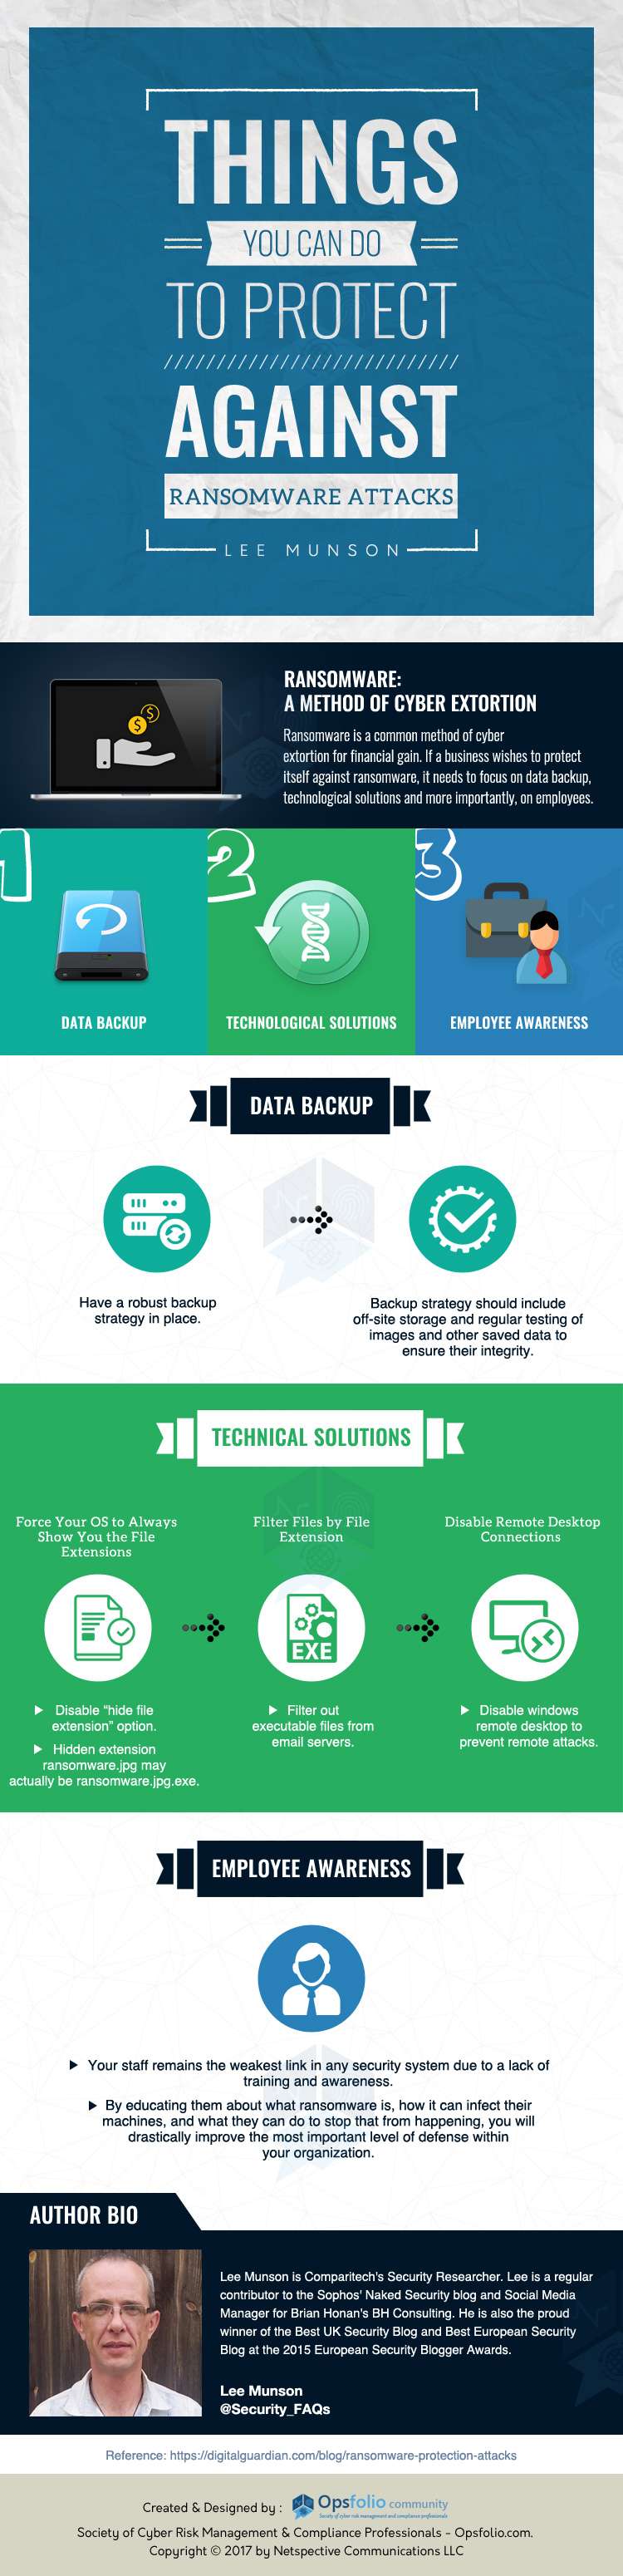 THINGS
YOU CAN DO
TO PROTECT
AGAINST
RANSOMWARE ATTACKS
LEE MUNSON
RANSOMWARE:
A METHOD OF CYBER EXTORTION
Ransomware is a common method of cyber
extortion for financial gain. If a business wishes to protect
itself against ransomware, it needs to focus on data backup,
technological solutions and more importantly, on employees.
1
DATA BACKUP
2
TECHNOLOGICAL SOLUTIONS
3
EMPLOYEE AWARENESS
DATA BACKUP
Have a robust backup
strategy in place.
Backup strategy should include
off-site storage and regular testing of
images and other saved data to
ensure their integrity.
TECHNICAL SOLUTIONS
Force Your OS to Always
Show You the File
Extensions
▶ Disable “hide file
extension” option.
▶ Hidden extension
ransomware.jpg may
actually be ransomware.jpg.exe.
Filter Files by File
Extension
EXE
▶ Filter out
executable files from
email servers.
Disable Remote Desktop
Connections
▶ Disable windows
remote desktop to
prevent remote attacks.
EMPLOYEE AWARENESS
▶ Your staff remains the weakest link in any security system due to a lack of
training and awareness.
▶ By educating them about what ransomware is, how it can infect their
machines, and what they can do to stop that from happening, you will
drastically improve the most important level of defense within
your organization.
AUTHOR BIO
Lee Munson is Comparitech's Security Researcher. Lee is a regular
contributor to the Sophos' Naked Security blog and Social Media
Manager for Brian Honan's BH Consulting. He is also the proud
winner of the Best UK Security Blog and Best European Security
Blog at the 2015 European Security Blogger Awards.
Lee Munson
@Security_FAQs
Reference: https://digitalguardian.com/blog/ransomware-protection-attacks
Created & Designed by : Opsfolio community
Society of cyber risk management and compliance professionals
Society of Cyber Risk Management & Compliance Professionals - Opsfolio.com.
Copyright © 2017 by Netspective Communications LLC